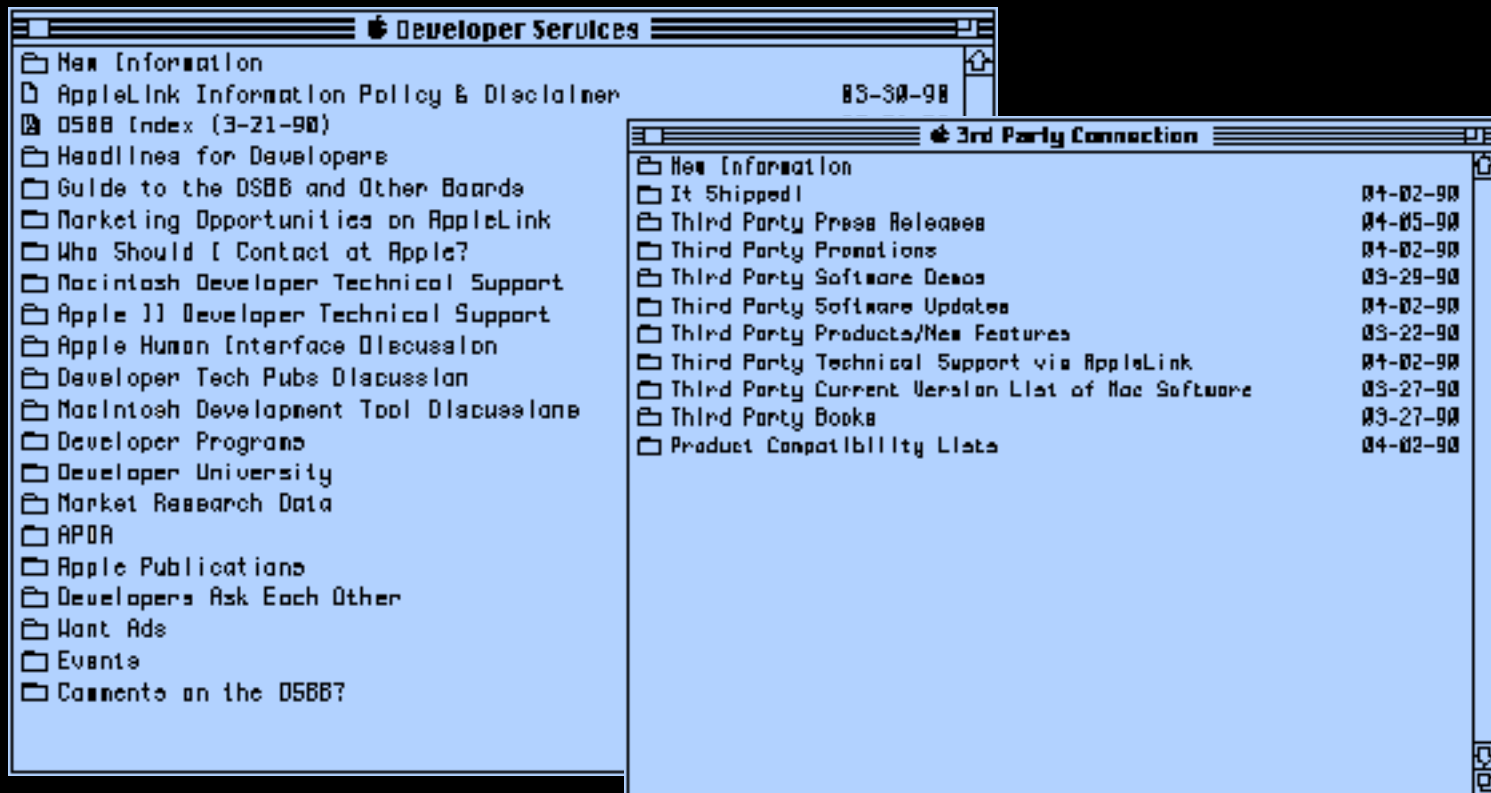 Developer Services
New Information
AppleLink Information Policy & Disclaimer 03-30-90
DSBB Index (3-21-90)
Headlines for Developers
Guide to the DSBB and Other Boards
Marketing Opportunities on AppleLink
Who Should I Contact at Apple?
Macintosh Developer Technical Support
Apple II Developer Technical Support
Apple Human Interface Discussion
Developer Tech Pubs Discussion
Macintosh Development Tool Discussions
Developer Programs
Developer University
Market Research Data
APDA
Apple Publications
Developers Ask Each Other
Want Ads
Events
Comments on the DSBB?
3rd Party Connection
New Information
It Shipped! 04-02-90
Third Party Press Releases 04-05-90
Third Party Promotions 04-02-90
Third Party Software Demos 03-29-90
Third Party Software Updates 04-02-90
Third Party Products/New Features 03-22-90
Third Party Technical Support via AppleLink 04-02-90
Third Party Current Version List of Mac Software 03-27-90
Third Party Books 03-27-90
Product Compatibility Lists 04-02-90